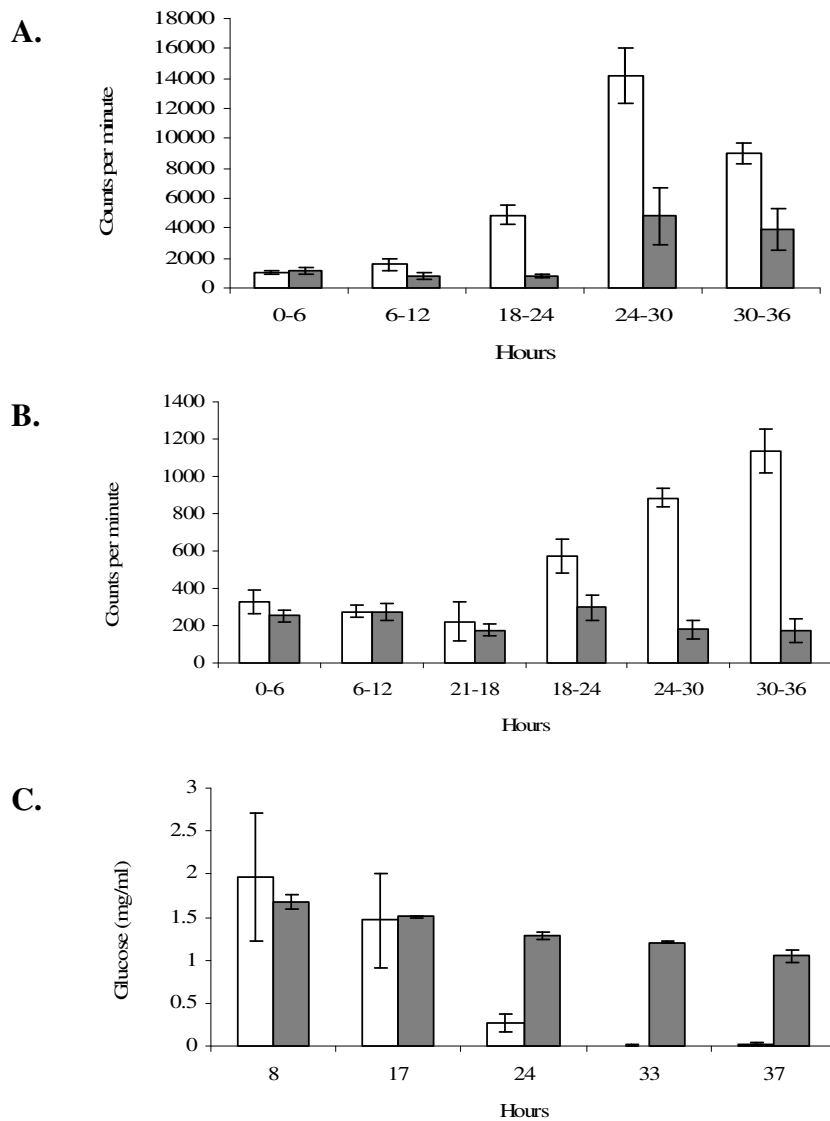 A.
Counts per minute
18000
16000
14000
12000
10000
8000
6000
4000
2000
0
0-6 6-12 18-24 24-30 30-36
Hours
B.
Counts per minute
1400
1200
1000
800
600
400
200
0
0-6 6-12 21-18 18-24 24-30 30-36
Hours
C.
Glucose (mg/ml)
3
2.5
2
1.5
1
0.5
0
8 17 24 33 37
Hours